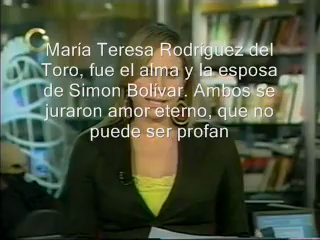 María Teresa Rodríguez del
Toro, fue el alma y la esposa
de Simon Bolívar. Ambos se
juraron amor eterno, que no
puede ser profan